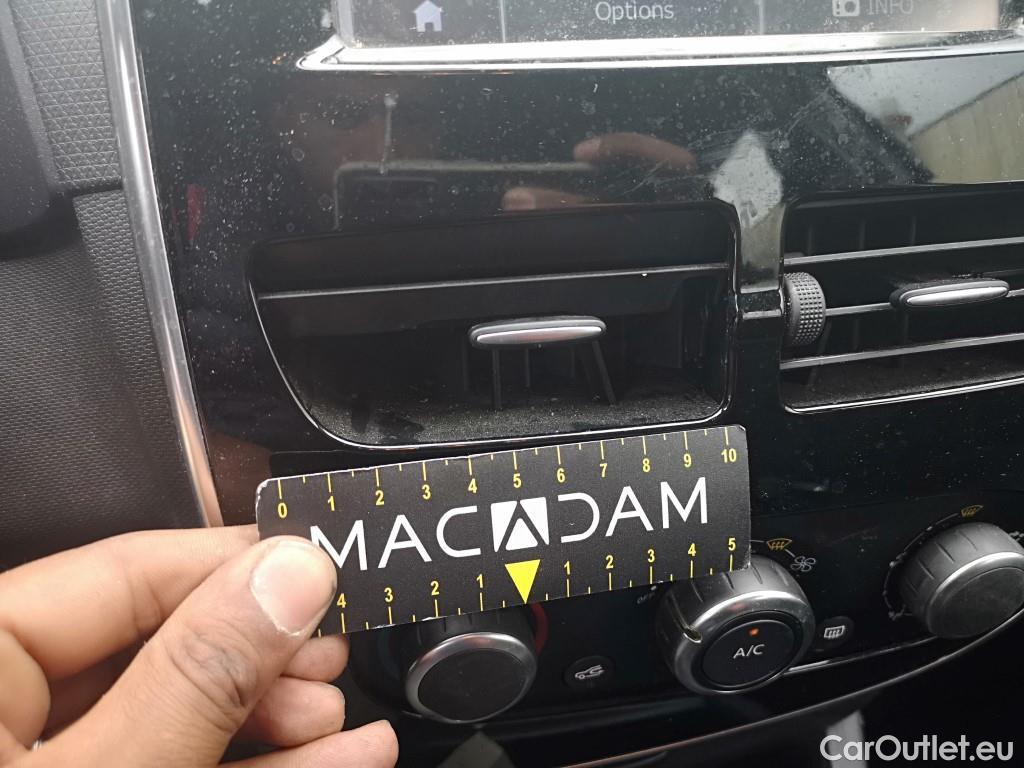 Options
INFO
0 1 2 3 4 5 6 7 8 9 10
MACADAM
4 3 2 1 1 2 3 4 5
A/C
CarOutlet.eu